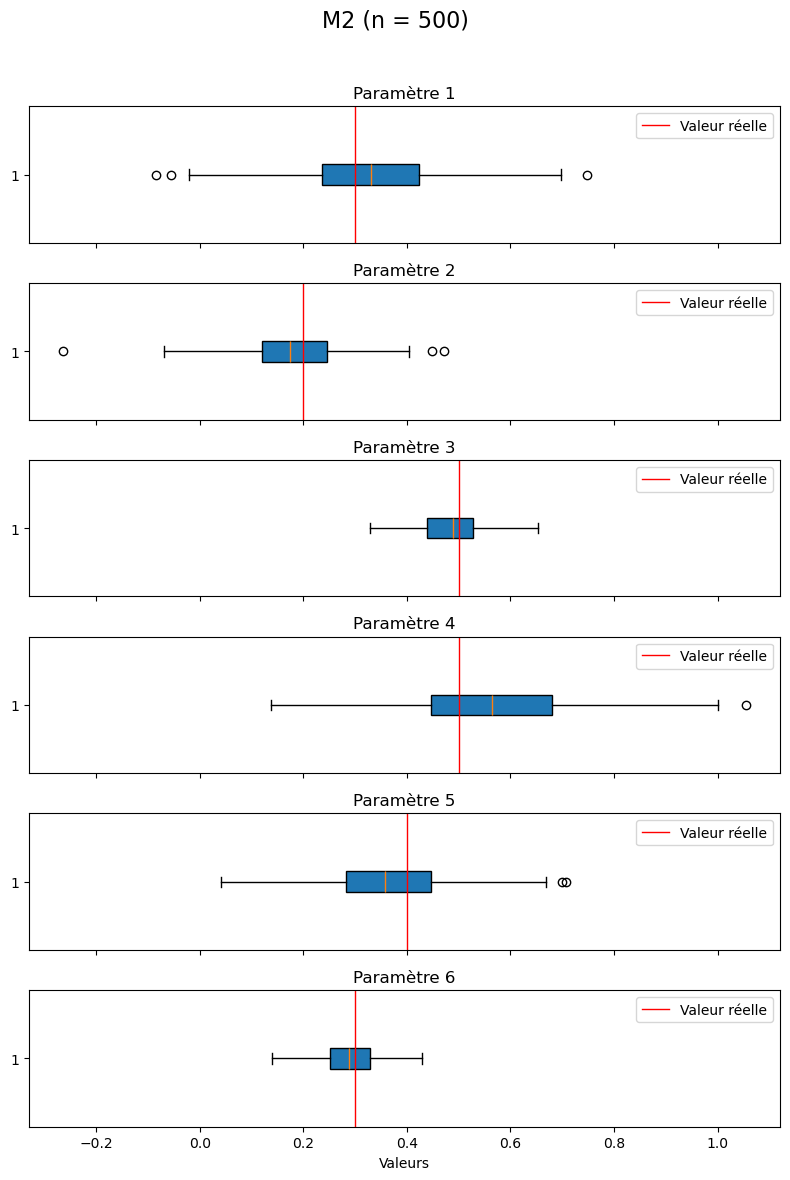 M2 (n = 500)
Paramètre 1
Valeur réelle
1
Paramètre 2
Valeur réelle
1
Paramètre 3
Valeur réelle
1
Paramètre 4
Valeur réelle
1
Paramètre 5
Valeur réelle
1
Paramètre 6
Valeur réelle
1
−0.2 0.0 0.2 0.4 0.6 0.8 1.0
Valeurs